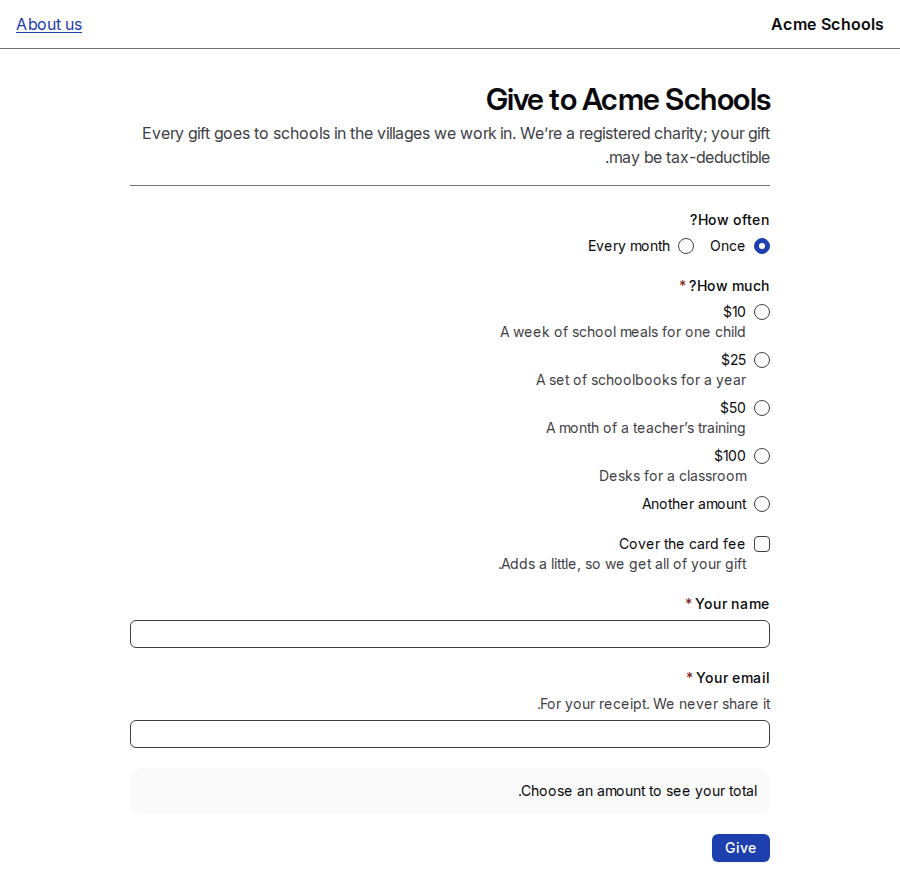 Acme Schools
About us
Give to Acme Schools
Every gift goes to schools in the villages we work in. We’re a registered charity; your gift
.may be tax-deductible
?How often
Once
Every month
* ?How much
$10
A week of school meals for one child
$25
A set of schoolbooks for a year
$50
A month of a teacher’s training
$100
Desks for a classroom
Another amount
Cover the card fee
.Adds a little, so we get all of your gift
* Your name
* Your email
.For your receipt. We never share it
.Choose an amount to see your total
Give